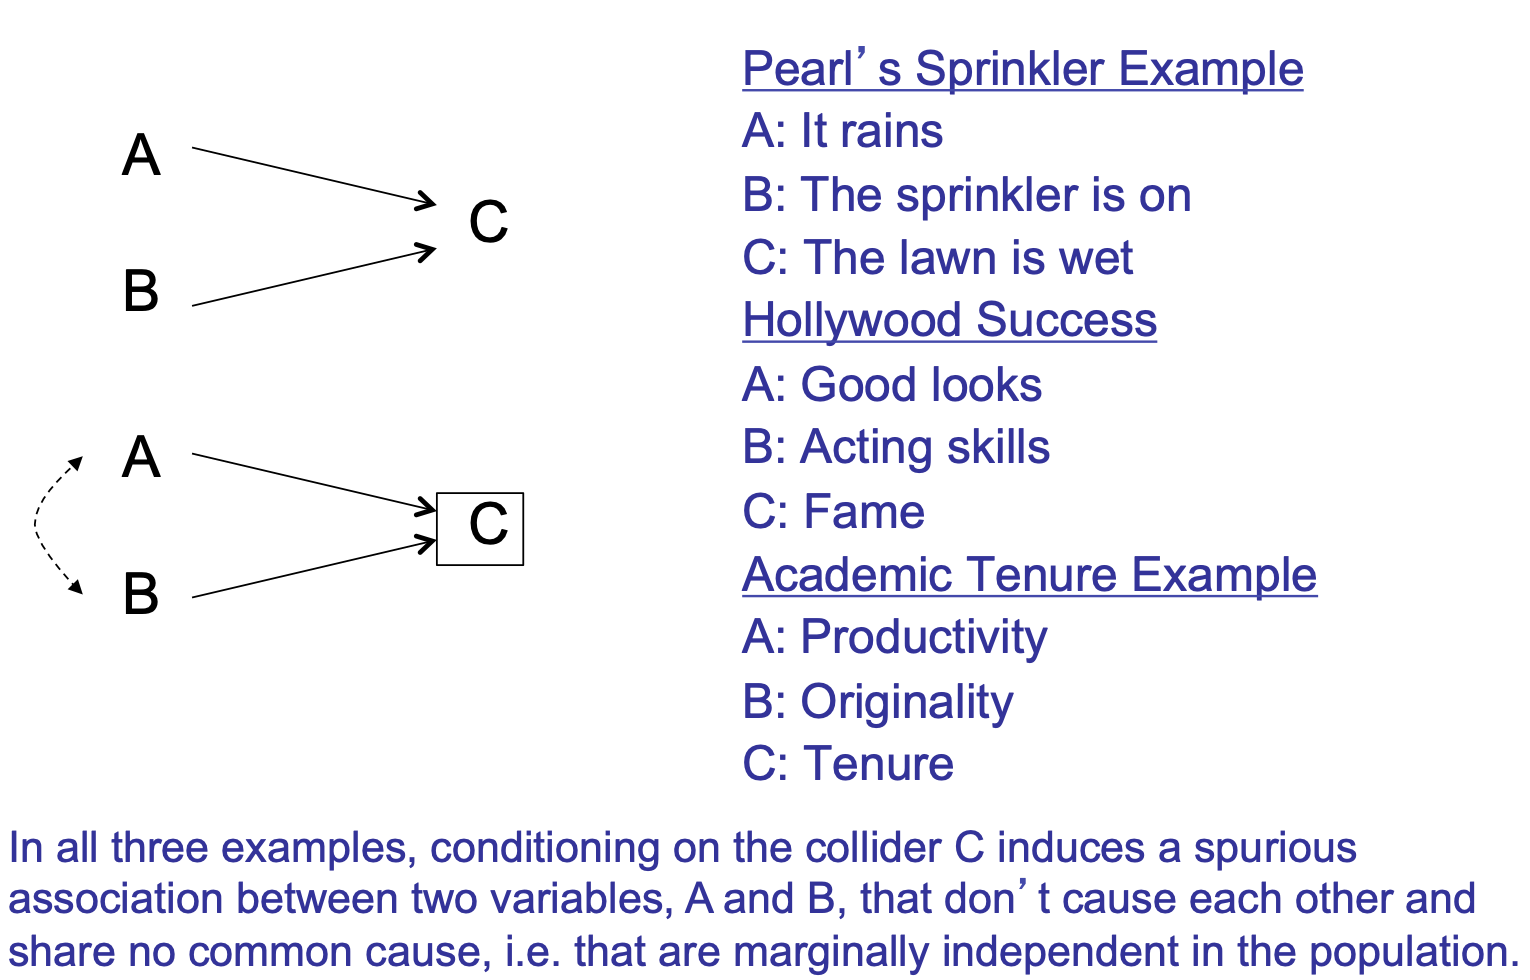 A
B
C
A
B
C
Pearl’s Sprinkler Example
A: It rains
B: The sprinkler is on
C: The lawn is wet
Hollywood Success
A: Good looks
B: Acting skills
C: Fame
Academic Tenure Example
A: Productivity
B: Originality
C: Tenure
In all three examples, conditioning on the collider C induces a spurious
association between two variables, A and B, that don’t cause each other and
share no common cause, i.e. that are marginally independent in the population.